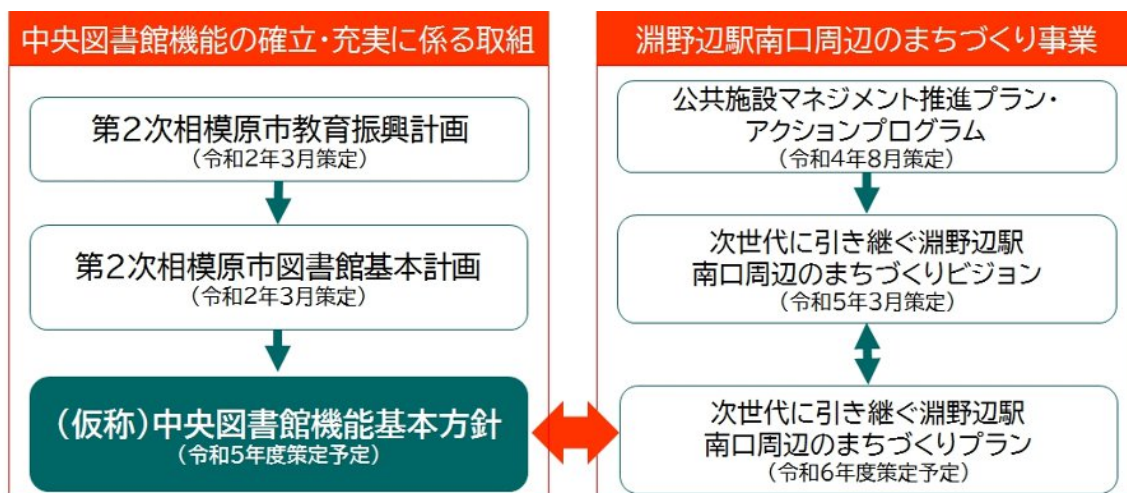 中央図書館機能の確立・充実に係る取組
第2次相模原市教育振興計画
(令和2年3月策定)
第2次相模原市図書館基本計画
(令和2年3月策定)
(仮称)中央図書館機能基本方針
(令和5年度策定予定)
淵野辺駅南口周辺のまちづくり事業
公共施設マネジメント推進プラン・
アクションプログラム
(令和4年8月策定)
次世代に引き継ぐ淵野辺駅
南口周辺のまちづくりビジョン
(令和5年3月策定)
次世代に引き継ぐ淵野辺駅
南口周辺のまちづくりプラン
(令和6年度策定予定)